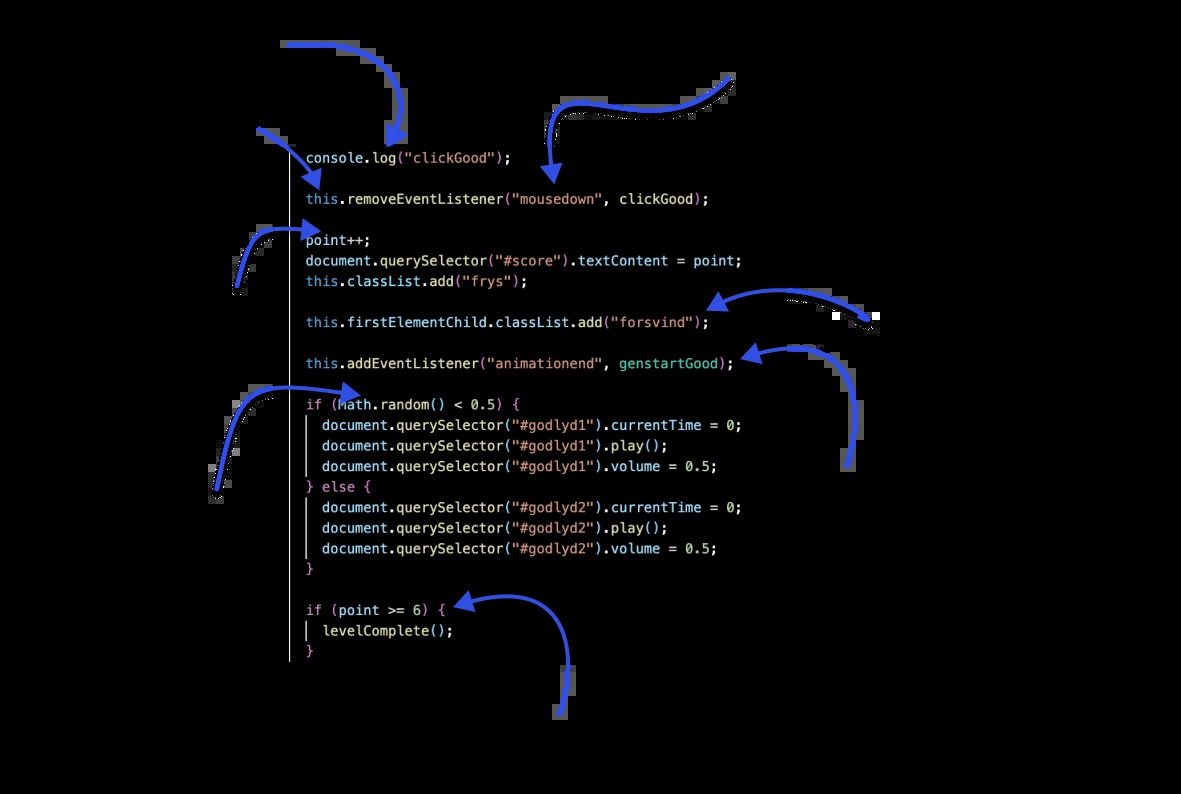 console.log("clickGood");
this.removeEventListener("mousedown", clickGood);
point++;
document.querySelector("#score").textContent = point;
this.classList.add("frys");
this.firstElementChild.classList.add("forsvind");
this.addEventListener("animationend", genstartGood);
if (Math.random() < 0.5) {
document.querySelector("#godlyd1").currentTime = 0;
document.querySelector("#godlyd1").play();
document.querySelector("#godlyd1").volume = 0.5;
} else {
document.querySelector("#godlyd2").currentTime = 0;
document.querySelector("#godlyd2").play();
document.querySelector("#godlyd2").volume = 0.5;
}
if (point >= 6) {
levelComplete();
}